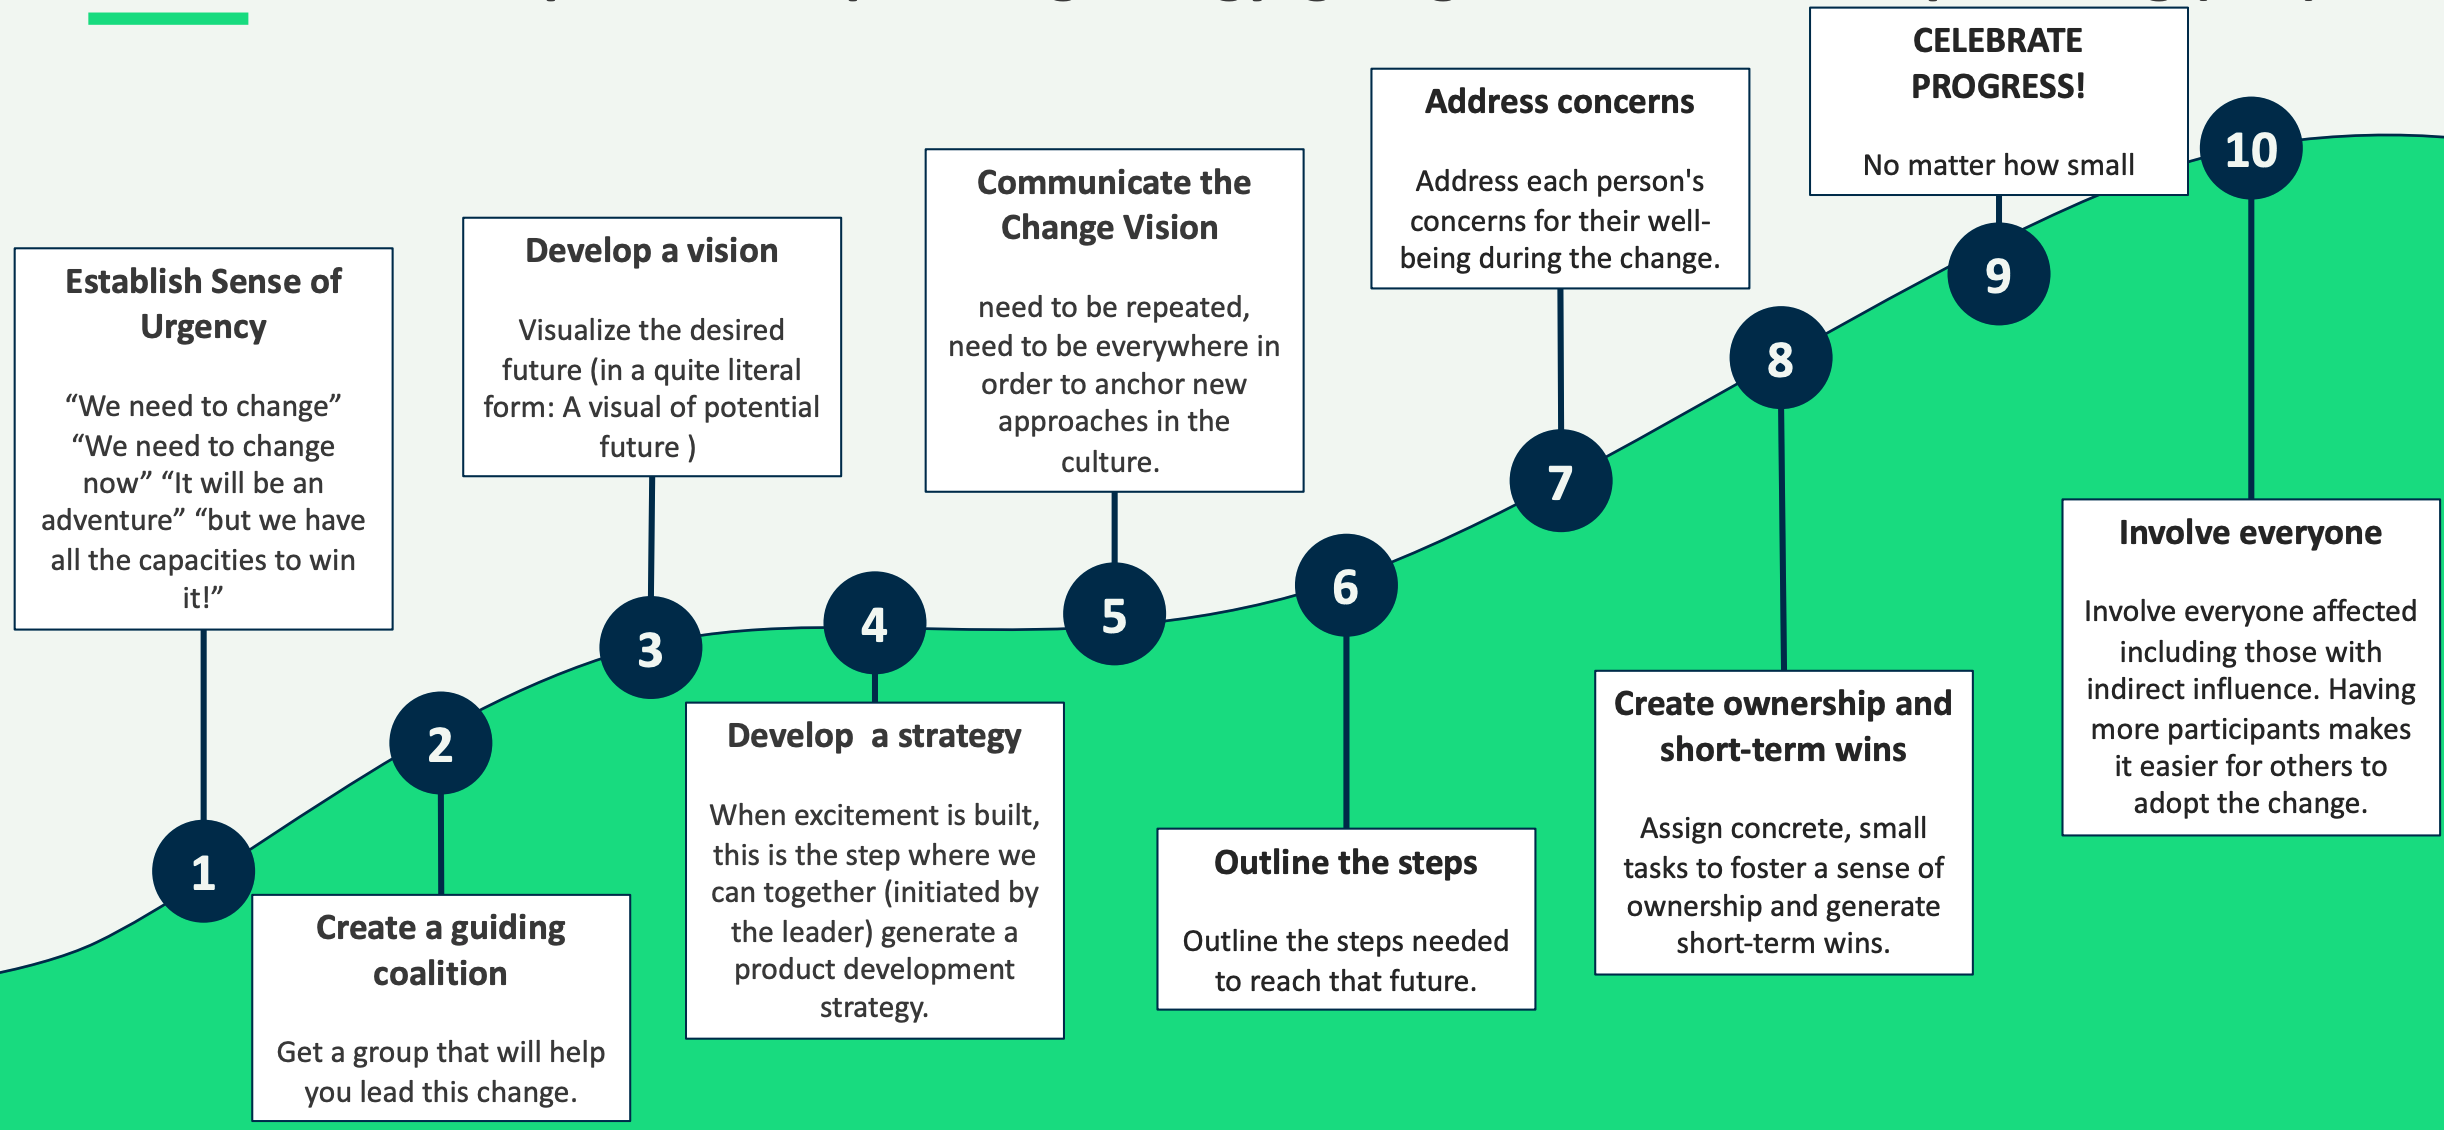 Establish Sense of
Urgency
“We need to change”
“We need to change
now” “It will be an
adventure” “but we have
all the capacities to win
it!”
1
2
Create a guiding
coalition
Get a group that will help
you lead this change.
Develop a vision
Visualize the desired
future (in a quite literal
form: A visual of potential
future )
3
4
Develop  a strategy
When excitement is built,
this is the step where we
can together (initiated by
the leader) generate a
product development
strategy.
Communicate the
Change Vision
need to be repeated,
need to be everywhere in
order to anchor new
approaches in the
culture.
5
6
Outline the steps
Outline the steps needed
to reach that future.
Address concerns
Address each person's
concerns for their well-
being during the change.
7
8
Create ownership and
short-term wins
Assign concrete, small
tasks to foster a sense of
ownership and generate
short-term wins.
CELEBRATE
PROGRESS!
No matter how small
9
10
Involve everyone
Involve everyone affected
including those with
indirect influence. Having
more participants makes
it easier for others to
adopt the change.